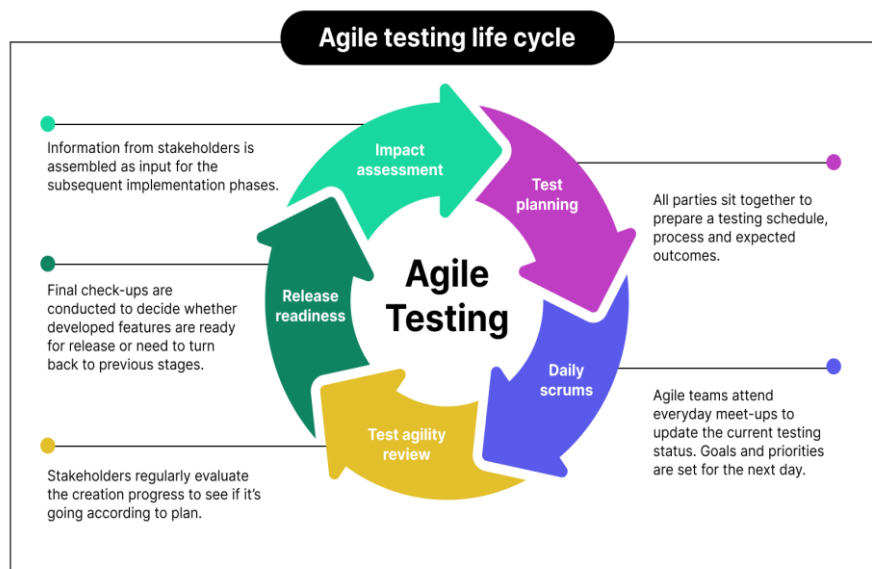 Agile testing life cycle
Impact
assessment
Information from stakeholders is
assembled as input for the
subsequent implementation phases.
Test
planning
All parties sit together to
prepare a testing schedule,
process and expected
outcomes.
Daily
scrums
Agile teams attend
everyday meet-ups to
update the current testing
status. Goals and priorities
are set for the next day.
Test agility
review
Stakeholders regularly evaluate
the creation progress to see if it's
going according to plan.
Release
readiness
Final check-ups are
conducted to decide whether
developed features are ready
for release or need to turn
back to previous stages.
Agile
Testing